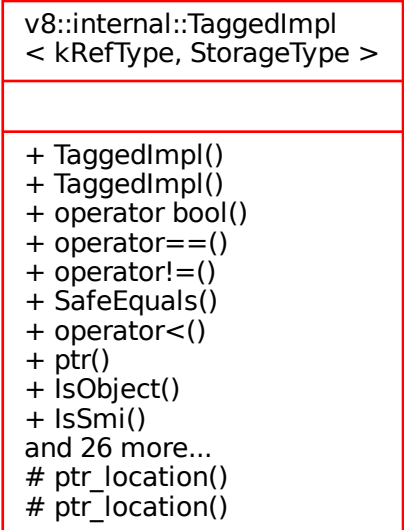 v8::internal::TaggedImpl
< kRefType, StorageType >
+ TaggedImpl()
+ TaggedImpl()
+ operator bool()
+ operator==()
+ operator!=()
+ SafeEquals()
+ operator<()
+ ptr()
+ IsObject()
+ IsSmi()
and 26 more...
# ptr_location()
# ptr_location()